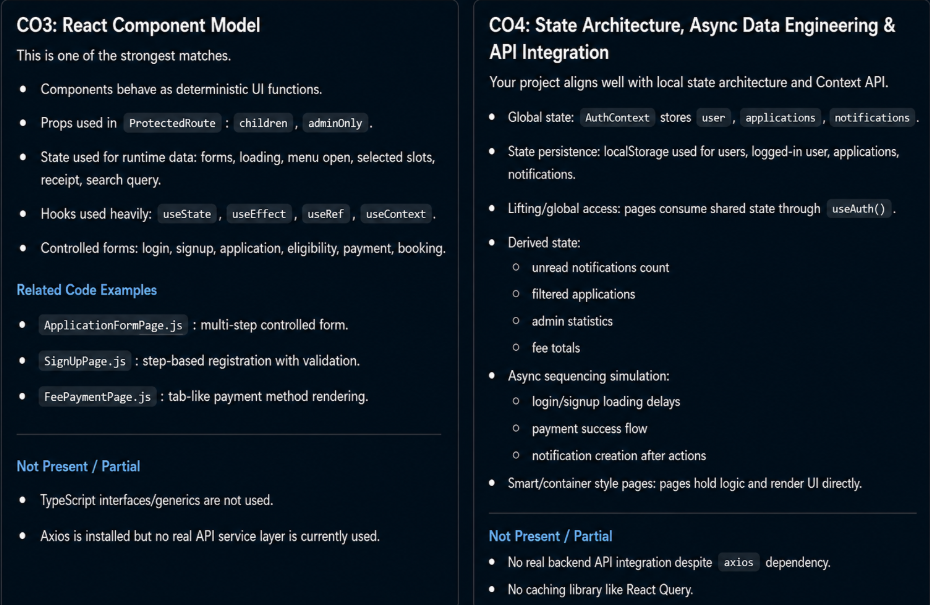 CO3: React Component Model
This is one of the strongest matches.
• Components behave as deterministic UI functions.
• Props used in ProtectedRoute : children , adminOnly .
• State used for runtime data: forms, loading, menu open, selected slots,
receipt, search query.
• Hooks used heavily: useState , useEffect , useRef , useContext .
• Controlled forms: login, signup, application, eligibility, payment, booking.
Related Code Examples
• ApplicationFormPage.js : multi-step controlled form.
• SignUpPage.js : step-based registration with validation.
• FeePaymentPage.js : tab-like payment method rendering.
Not Present / Partial
• TypeScript interfaces/generics are not used.
• Axios is installed but no real API service layer is currently used.
CO4: State Architecture, Async Data Engineering &
API Integration
Your project aligns well with local state architecture and Context API.
• Global state: AuthContext stores user , applications , notifications .
• State persistence: localStorage used for users, logged-in user, applications,
notifications.
• Lifting/global access: pages consume shared state through useAuth() .
• Derived state:
○ unread notifications count
○ filtered applications
○ admin statistics
○ fee totals
• Async sequencing simulation:
○ login/signup loading delays
○ payment success flow
○ notification creation after actions
• Smart/container style pages: pages hold logic and render UI directly.
Not Present / Partial
• No real backend API integration despite axios dependency.
• No caching library like React Query.